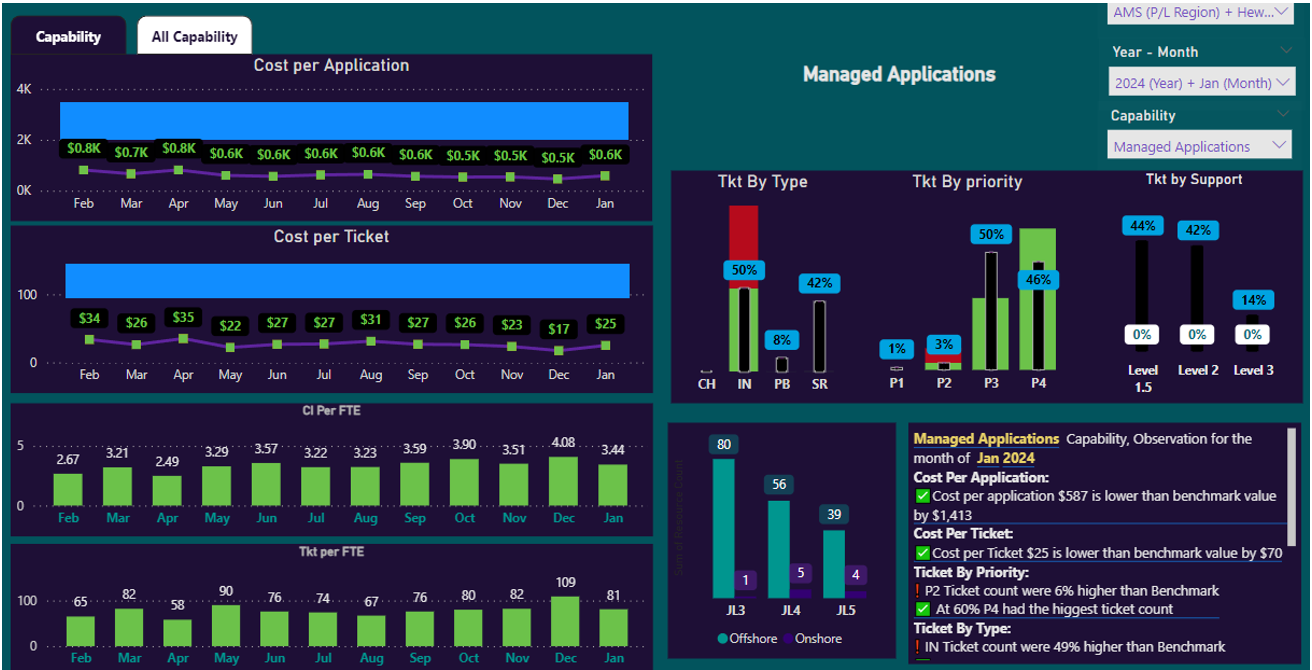 Capability
All Capability
AMS (P/L Region) + Hew...
Year - Month
2024 (Year) + Jan (Month)
Capability
Managed Applications
Managed Applications
Cost per Application
4K
2K
0K
$0.8K $0.7K $0.8K $0.6K $0.6K $0.6K $0.6K $0.6K $0.5K $0.5K $0.5K $0.6K
Feb Mar Apr May Jun Jul Aug Sep Oct Nov Dec Jan
Cost per Ticket
100
0
$34 $26 $35 $22 $27 $27 $31 $27 $26 $23 $17 $25
Feb Mar Apr May Jun Jul Aug Sep Oct Nov Dec Jan
CI Per FTE
5
0
2.67 3.21 2.49 3.29 3.57 3.22 3.23 3.59 3.90 3.51 4.08 3.44
Feb Mar Apr May Jun Jul Aug Sep Oct Nov Dec Jan
Tkt per FTE
100
0
65 82 58 90 76 74 67 76 80 82 109 81
Feb Mar Apr May Jun Jul Aug Sep Oct Nov Dec Jan
Tkt By Type
50% 8% 42%
CH IN PB SR
Tkt By priority
1% 3% 50% 46%
P1 P2 P3 P4
Tkt by Support
44% 42% 14%
0% 0% 0%
Level 1.5 Level 2 Level 3
Sum of Resource Count
80 56 39
1 5 4
JL3 JL4 JL5
Offshore Onshore
Managed Applications Capability, Observation for the
month of Jan 2024
Cost Per Application:
✅ Cost per application $587 is lower than benchmark value
by $1,413
Cost Per Ticket:
✅ Cost per Ticket $25 is lower than benchmark value by $70
Ticket By Priority:
❗ P2 Ticket count were 6% higher than Benchmark
✅ At 60% P4 had the highest ticket count
Ticket By Type:
❗ IN Ticket count were 49% higher than Benchmark